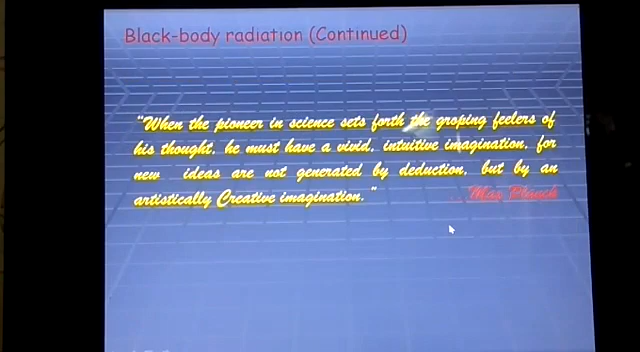 Black-body radiation (Continued)
"When the pioneer in science sets forth the groping feelers of
his thought, he must have a vivid, intuitive imagination, for
new ideas are not generated by deduction, but by an
artistically Creative imagination."
...Max Planck